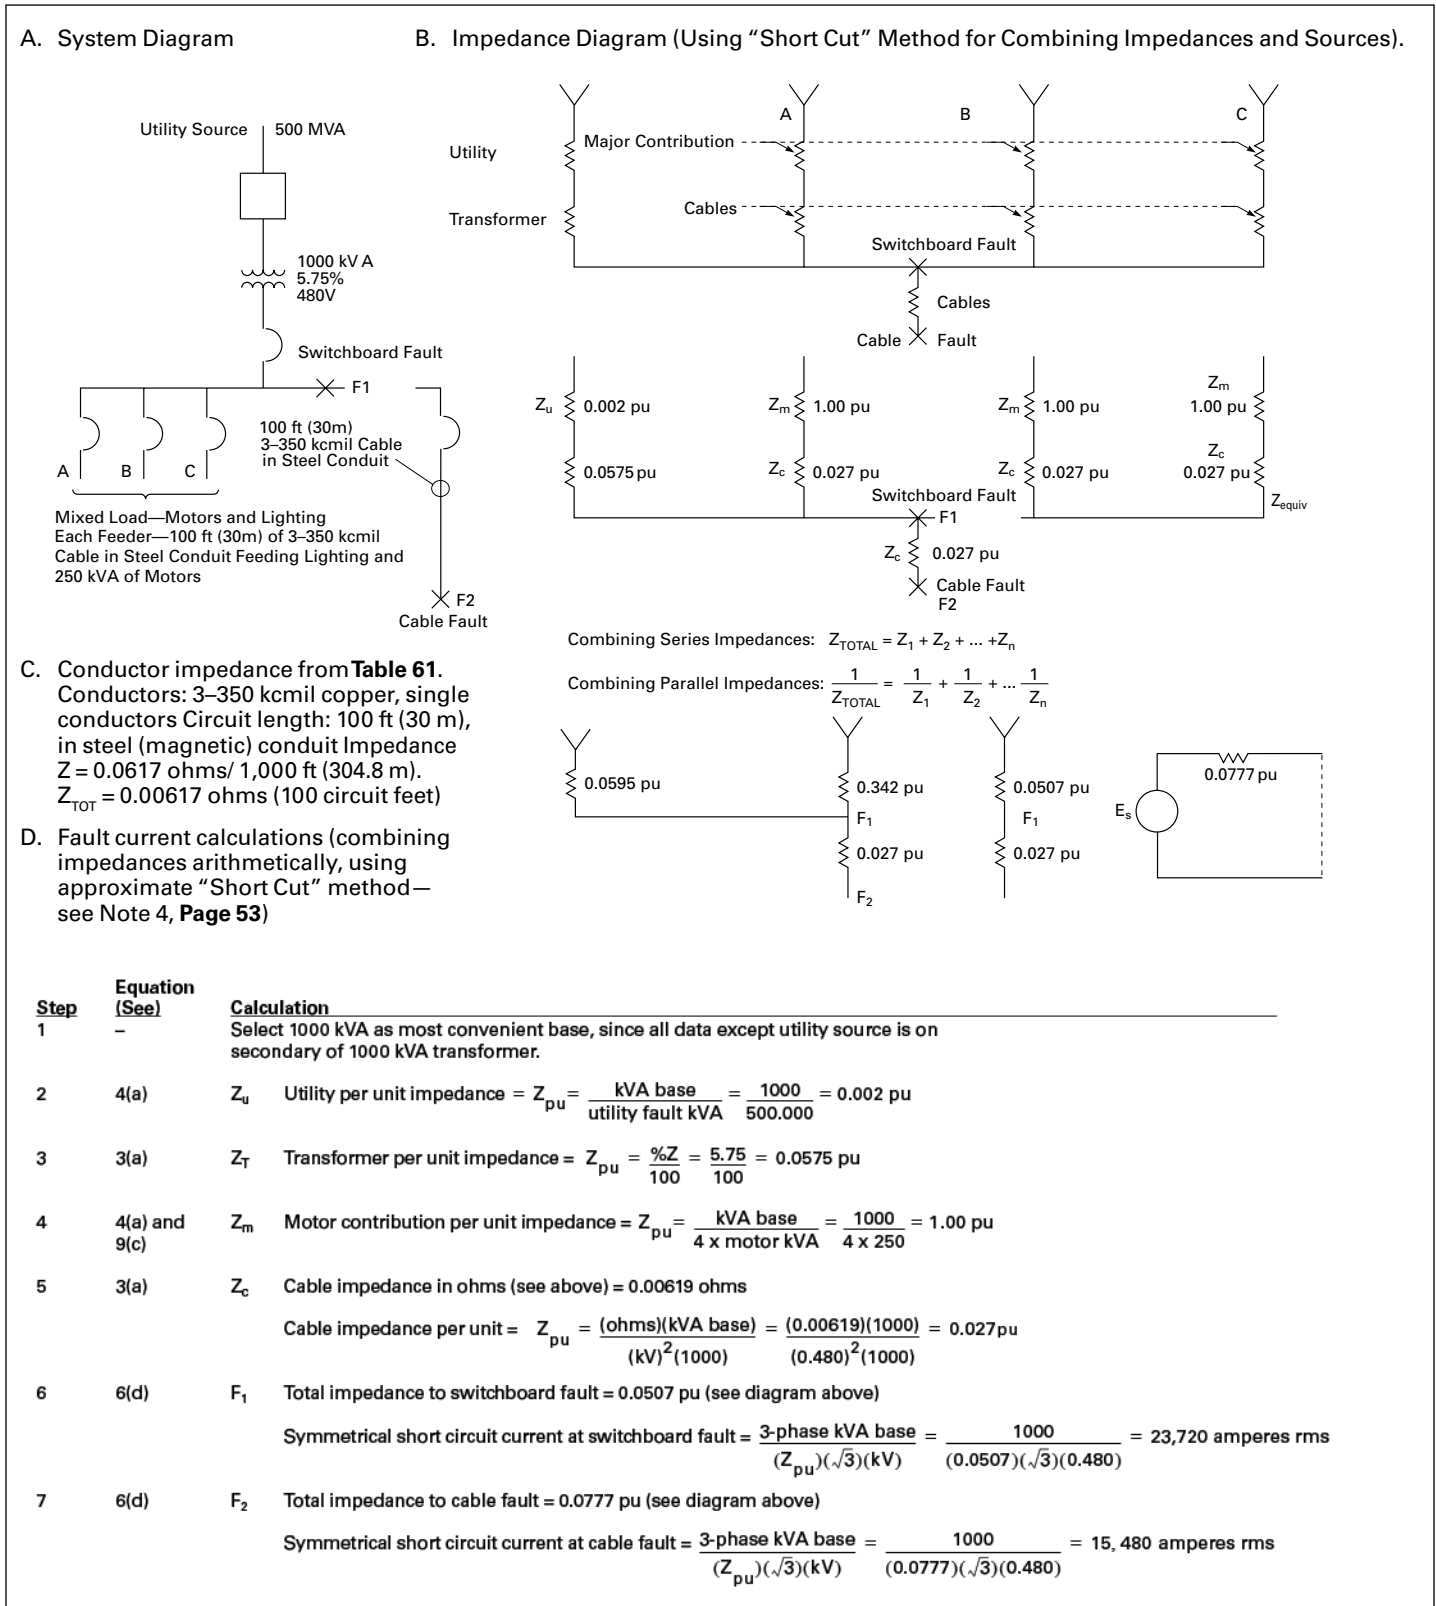 A. System Diagram
B. Impedance Diagram (Using “Short Cut” Method for Combining Impedances and Sources).
Utility Source 500 MVA
1000 kV A
5.75%
480V
Switchboard Fault
F1
100 ft (30m)
3–350 kcmil Cable
in Steel Conduit
A B C
Mixed Load—Motors and Lighting
Each Feeder—100 ft (30m) of 3–350 kcmil
Cable in Steel Conduit Feeding Lighting and
250 kVA of Motors
F2
Cable Fault
A B C
Utility
Major Contribution
Transformer
Cables
Switchboard Fault
Cables
Cable Fault
Zu 0.002 pu
Zm 1.00 pu
Zm 1.00 pu
Zm
1.00 pu
0.0575 pu
Zc 0.027 pu
Zc 0.027 pu
Zc
0.027 pu
Switchboard Fault
F1
Zequiv
Zc 0.027 pu
Cable Fault
F2
Combining Series Impedances: ZTOTAL = Z1 + Z2 + ... +Zn
Combining Parallel Impedances: 1/ZTOTAL = 1/Z1 + 1/Z2 + ... 1/Zn
0.0595 pu
0.342 pu
F1
0.027 pu
F2
0.0507 pu
F1
0.027 pu
Es
0.0777 pu
C. Conductor impedance from Table 61.
Conductors: 3–350 kcmil copper, single
conductors Circuit length: 100 ft (30 m),
in steel (magnetic) conduit Impedance
Z = 0.0617 ohms/ 1,000 ft (304.8 m).
ZTOT = 0.00617 ohms (100 circuit feet)
D. Fault current calculations (combining
impedances arithmetically, using
approximate “Short Cut” method—
see Note 4, Page 53)
Step Equation (See) Calculation
1 – Select 1000 kVA as most convenient base, since all data except utility source is on
secondary of 1000 kVA transformer.
2 4(a) Zu Utility per unit impedance = Zpu = kVA base/utility fault kVA = 1000/500.000 = 0.002 pu
3 3(a) ZT Transformer per unit impedance = Zpu = %Z/100 = 5.75/100 = 0.0575 pu
4 4(a) and 9(c) Zm Motor contribution per unit impedance = Zpu = kVA base/4 x motor kVA = 1000/4 x 250 = 1.00 pu
5 3(a) Zc Cable impedance in ohms (see above) = 0.00619 ohms
Cable impedance per unit = Zpu = (ohms)(kVA base)/(kV)²(1000) = (0.00619)(1000)/(0.480)²(1000) = 0.027pu
6 6(d) F1 Total impedance to switchboard fault = 0.0507 pu (see diagram above)
Symmetrical short circuit current at switchboard fault = 3-phase kVA base/(Zpu)(√3)(kV) = 1000/(0.0507)(√3)(0.480) = 23,720 amperes rms
7 6(d) F2 Total impedance to cable fault = 0.0777 pu (see diagram above)
Symmetrical short circuit current at cable fault = 3-phase kVA base/(Zpu)(√3)(kV) = 1000/(0.0777)(√3)(0.480) = 15, 480 amperes rms